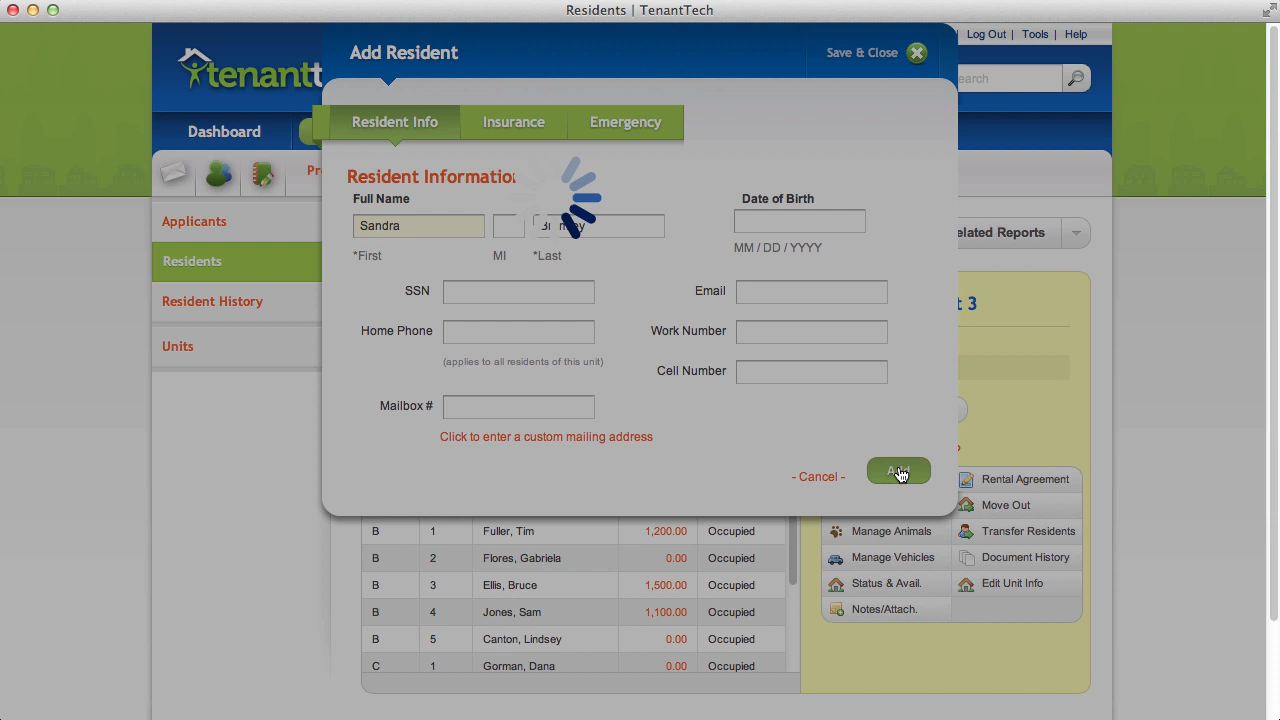 Residents | TenantTech
Log Out | Tools | Help
Add Resident
Save & Close
Dashboard
Resident Info
Insurance
Emergency
Resident Information
Full Name
Date of Birth
Sandra
*First
MI
*Last
MM / DD / YYYY
SSN
Email
Home Phone
Work Number
(applies to all residents of this unit)
Cell Number
Mailbox #
Click to enter a custom mailing address
- Cancel -
Add
Applicants
Residents
Resident History
Units
Reports
B 1 Fuller, Tim 1,200.00 Occupied
B 2 Flores, Gabriela 0.00 Occupied
B 3 Ellis, Bruce 1,500.00 Occupied
B 4 Jones, Sam 1,100.00 Occupied
B 5 Canton, Lindsey 0.00 Occupied
C 1 Gorman, Dana 0.00 Occupied
3
Rental Agreement
Move Out
Manage Animals
Transfer Residents
Manage Vehicles
Document History
Status & Avail.
Edit Unit Info
Notes/Attach.